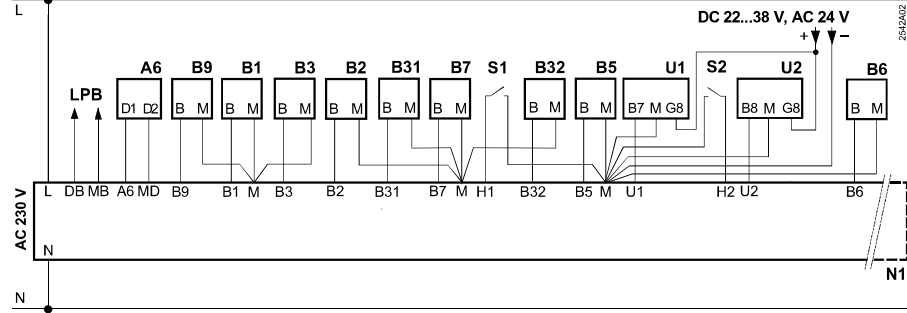 L
DC 22...38 V, AC 24 V
2542A02
+ −
A6 B9 B1 B3 B2 B31 B7 S1 B32 B5 U1 S2 U2 B6
LPB
D1 D2 B M B M B M B M B M B M B M B M B7 M G8 B8 M G8 B M
L DB MB A6 MD B9 B1 M B3 B2 B31 B7 M H1 B32 B5 M U1 H2 U2 B6
AC 230 V
N
N1
N